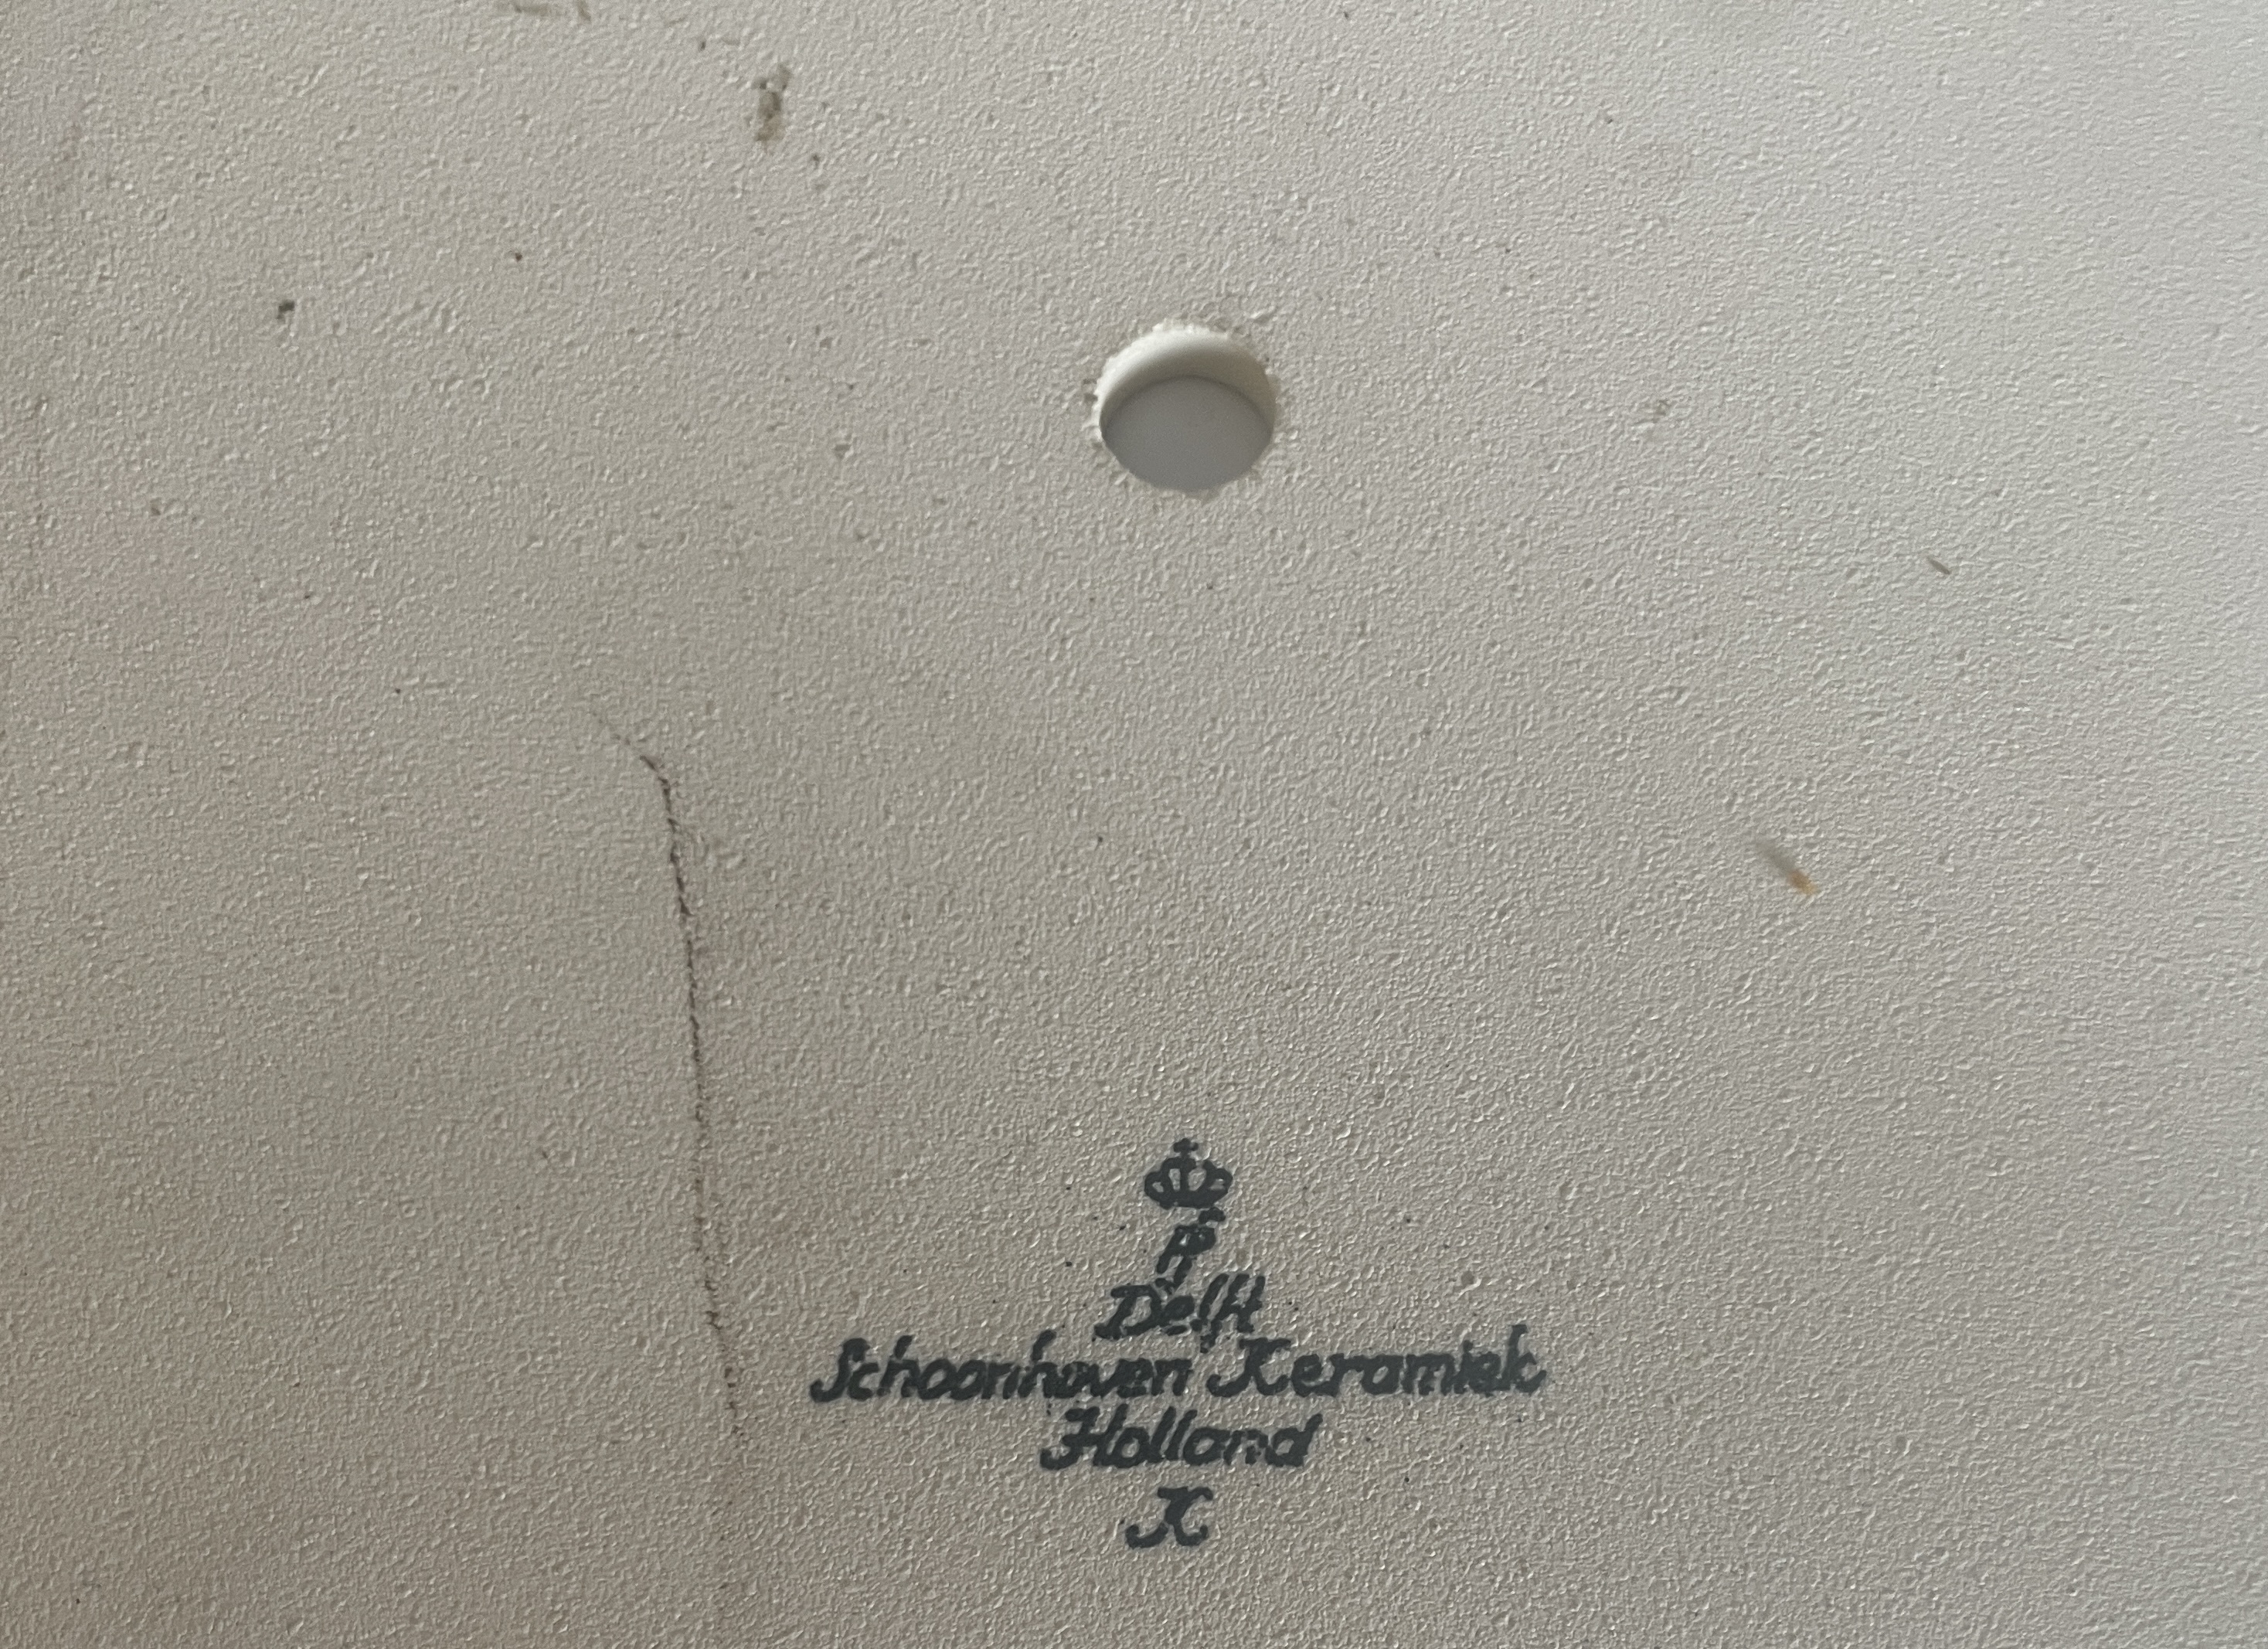 Delft
Schoonhoven Keramiek
Holland
K